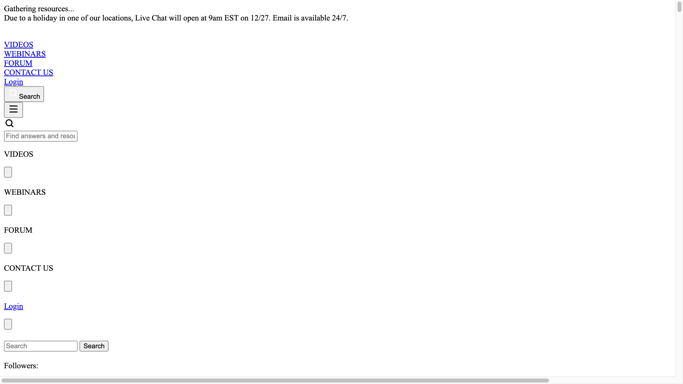 Gathering resources...
Due to a holiday in one of our locations, Live Chat will open at 9am EST on 12/27. Email is available 24/7.
VIDEOS
WEBINARS
FORUM
CONTACT US
Login
Search
Find answers and resou
VIDEOS
WEBINARS
FORUM
CONTACT US
Login
Search Search
Followers: